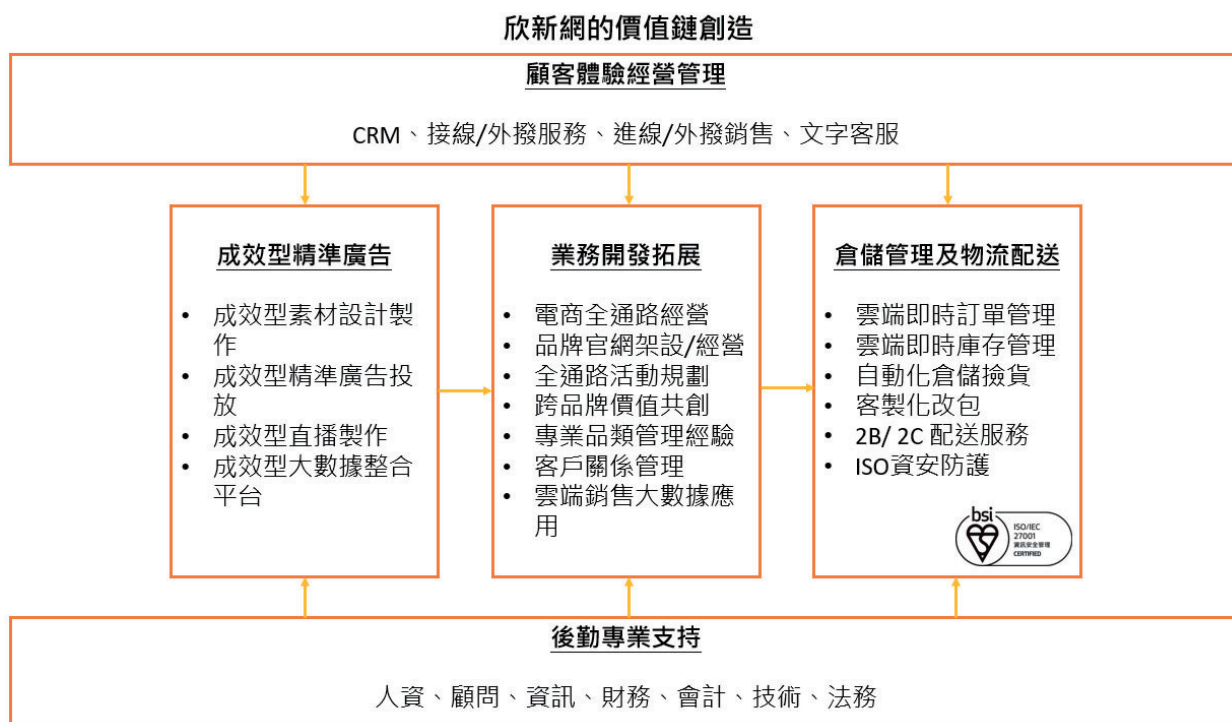 欣新網的價值鏈創造
顧客體驗經營管理
CRM、接線/外撥服務、進線/外撥銷售、文字客服
成效型精準廣告
• 成效型素材設計製
作
• 成效型精準廣告投
放
• 成效型直播製作
• 成效型大數據整合
平台
業務開發拓展
• 電商全通路經營
• 品牌官網架設/經營
• 全通路活動規劃
• 跨品牌價值共創
• 專業品類管理經驗
• 客戶關係管理
• 雲端銷售大數據應
用
倉儲管理及物流配送
• 雲端即時訂單管理
• 雲端即時庫存管理
• 自動化倉儲撿貨
• 客製化改包
• 2B/ 2C 配送服務
• ISO資安防護
bsi
ISO/IEC
27001
資訊安全管理
CERTIFIED
後勤專業支持
人資、顧問、資訊、財務、會計、技術、法務